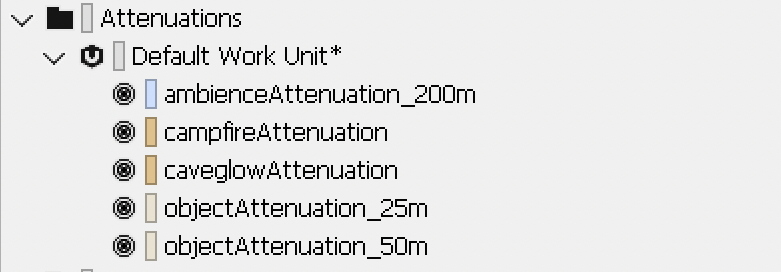 Attenuations
Default Work Unit*
ambienceAttenuation_200m
campfireAttenuation
caveglowAttenuation
objectAttenuation_25m
objectAttenuation_50m